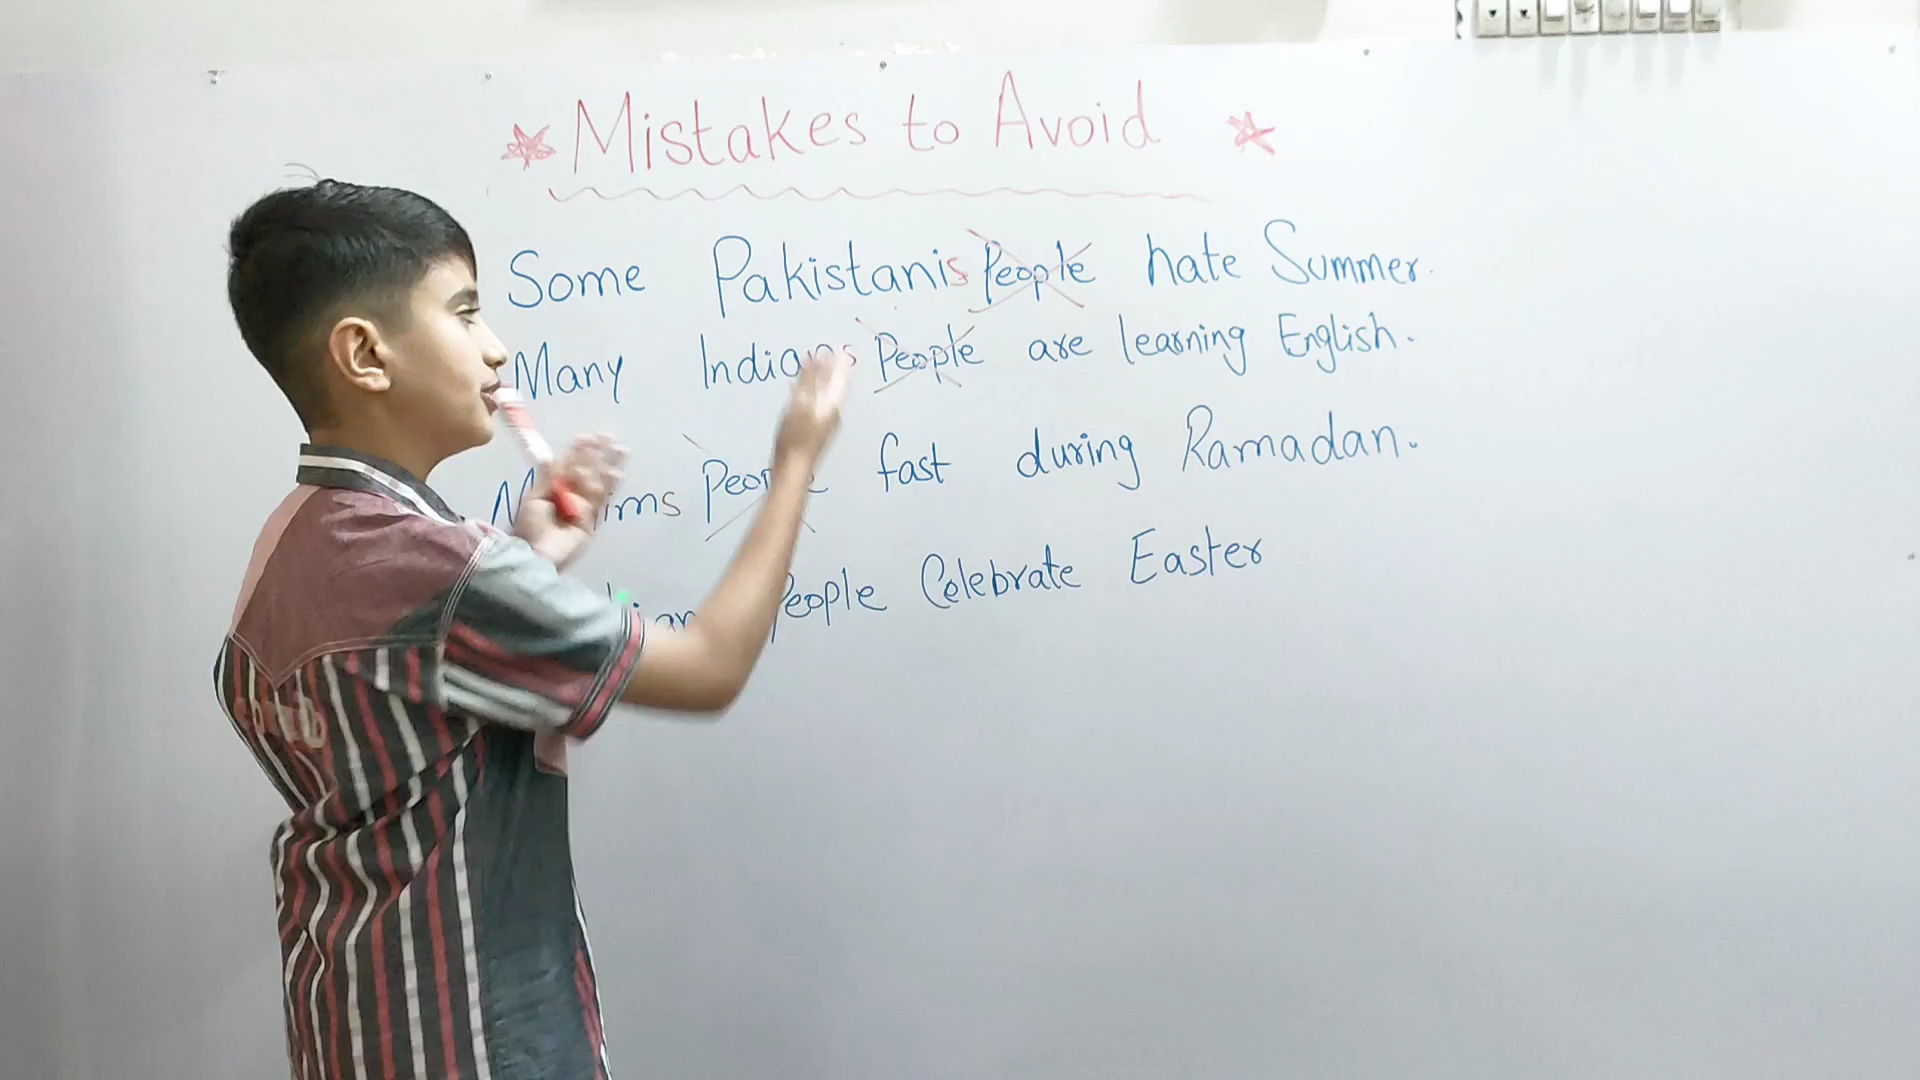 Mistakes to Avoid
Some Pakistanis People hate Summer.
Many Indians People are learning English.
People fast during Ramadan.
People Celebrate Easter